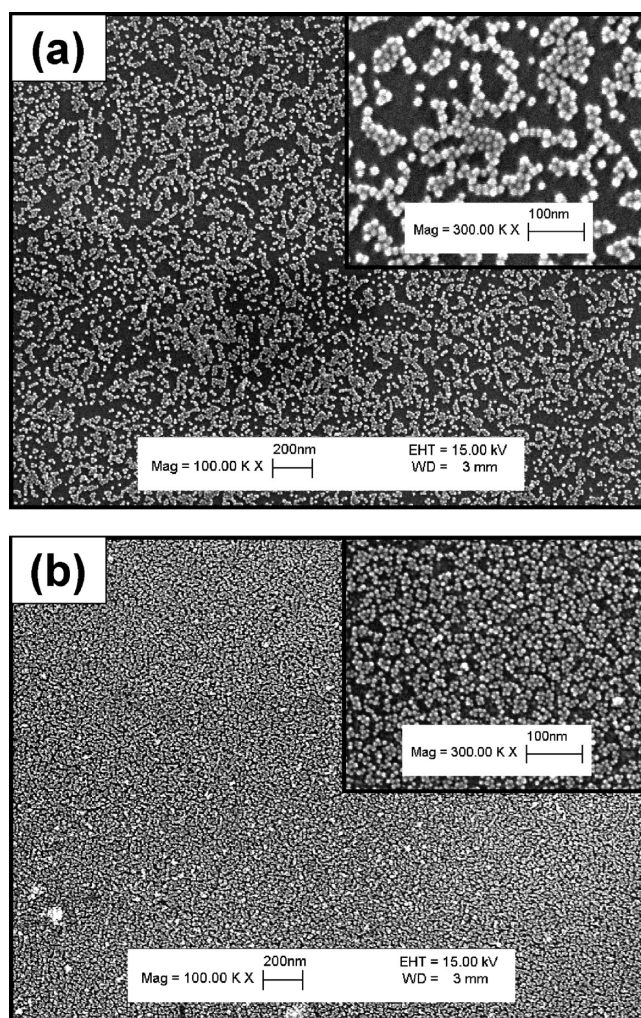 (a)
100nm
Mag = 300.00 K X
200nm EHT = 15.00 kV
Mag = 100.00 K X WD = 3 mm
(b)
100nm
Mag = 300.00 K X
200nm EHT = 15.00 kV
Mag = 100.00 K X WD = 3 mm